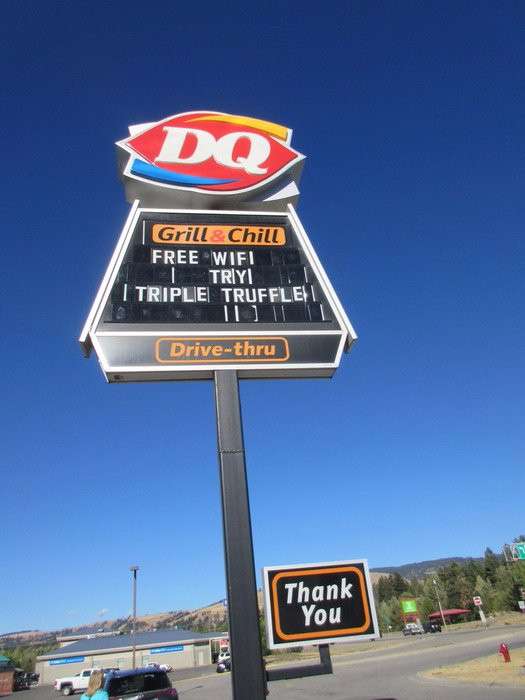 DQ
Grill & Chill
FREE WIFI
TRY
TRIPLE TRUFFLE
Drive-thru
Thank
You